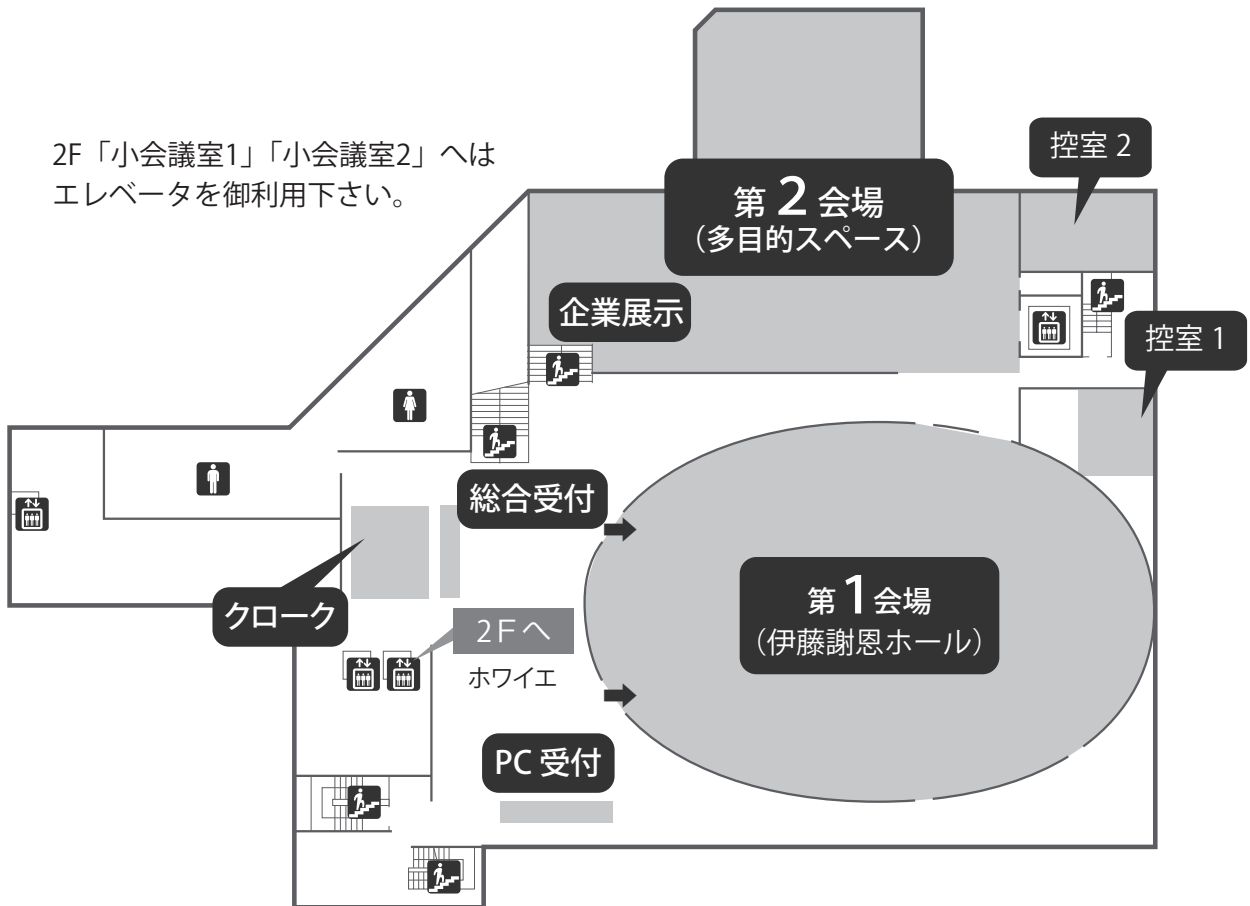 2F「小会議室1」「小会議室2」へは
エレベータを御利用下さい。
控室 2
第 2 会場
(多目的スペース)
企業展示
控室 1
総合受付
第 1 会場
(伊藤謝恩ホール)
クローク
2Fへ
ホワイエ
PC 受付